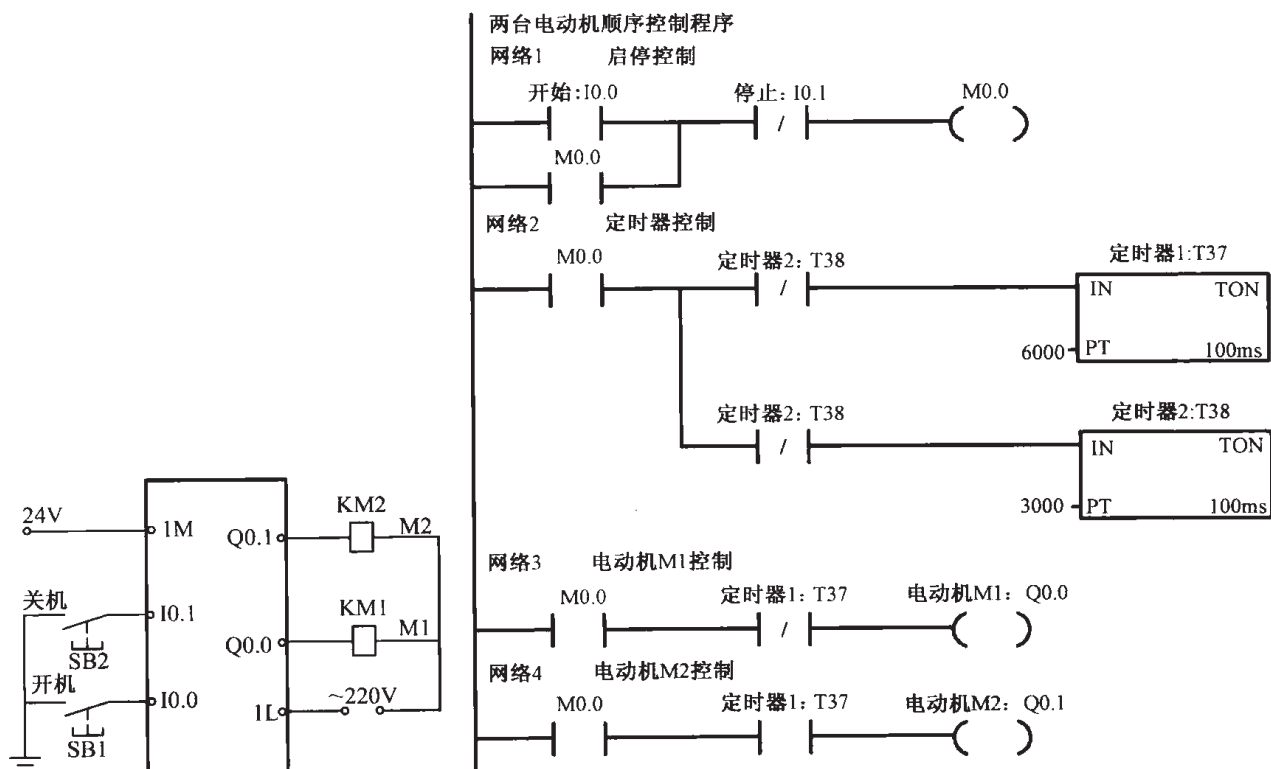 两台电动机顺序控制程序
网络1 启停控制
开始:I0.0 停止: I0.1 M0.0
/
M0.0
网络2 定时器控制
M0.0 定时器2: T38 定时器1:T37
/
IN TON
6000 PT 100ms
定时器2: T38 定时器2:T38
/
IN TON
3000 PT 100ms
网络3 电动机M1控制
M0.0 定时器1: T37 电动机M1: Q0.0
/
网络4 电动机M2控制
M0.0 定时器1: T37 电动机M2: Q0.1
24V 1M
KM2
Q0.1 M2
关机 I0.1
SB2
KM1
Q0.0 M1
开机 I0.0
SB1
1L ~220V